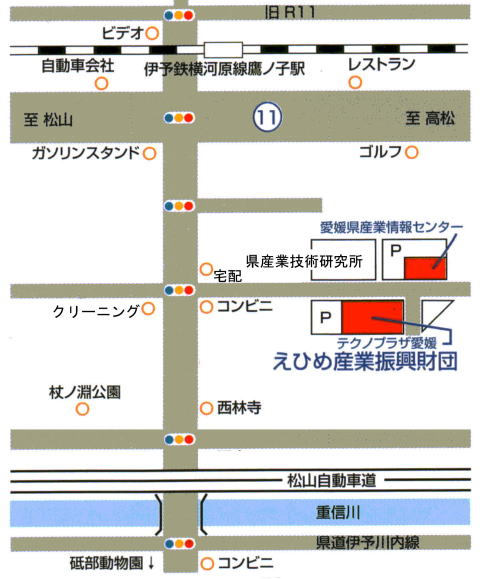 旧 R11
ビデオ
自動車会社
伊予鉄横河原線鷹ノ子駅
レストラン
至 松山
11
至 高松
ガソリンスタンド
ゴルフ
愛媛県産業情報センター
P
県産業技術研究所
宅配
クリーニング
コンビニ
P
テクノプラザ愛媛
えひめ産業振興財団
杖ノ淵公園
西林寺
松山自動車道
重信川
県道伊予川内線
砥部動物園↓
コンビニ